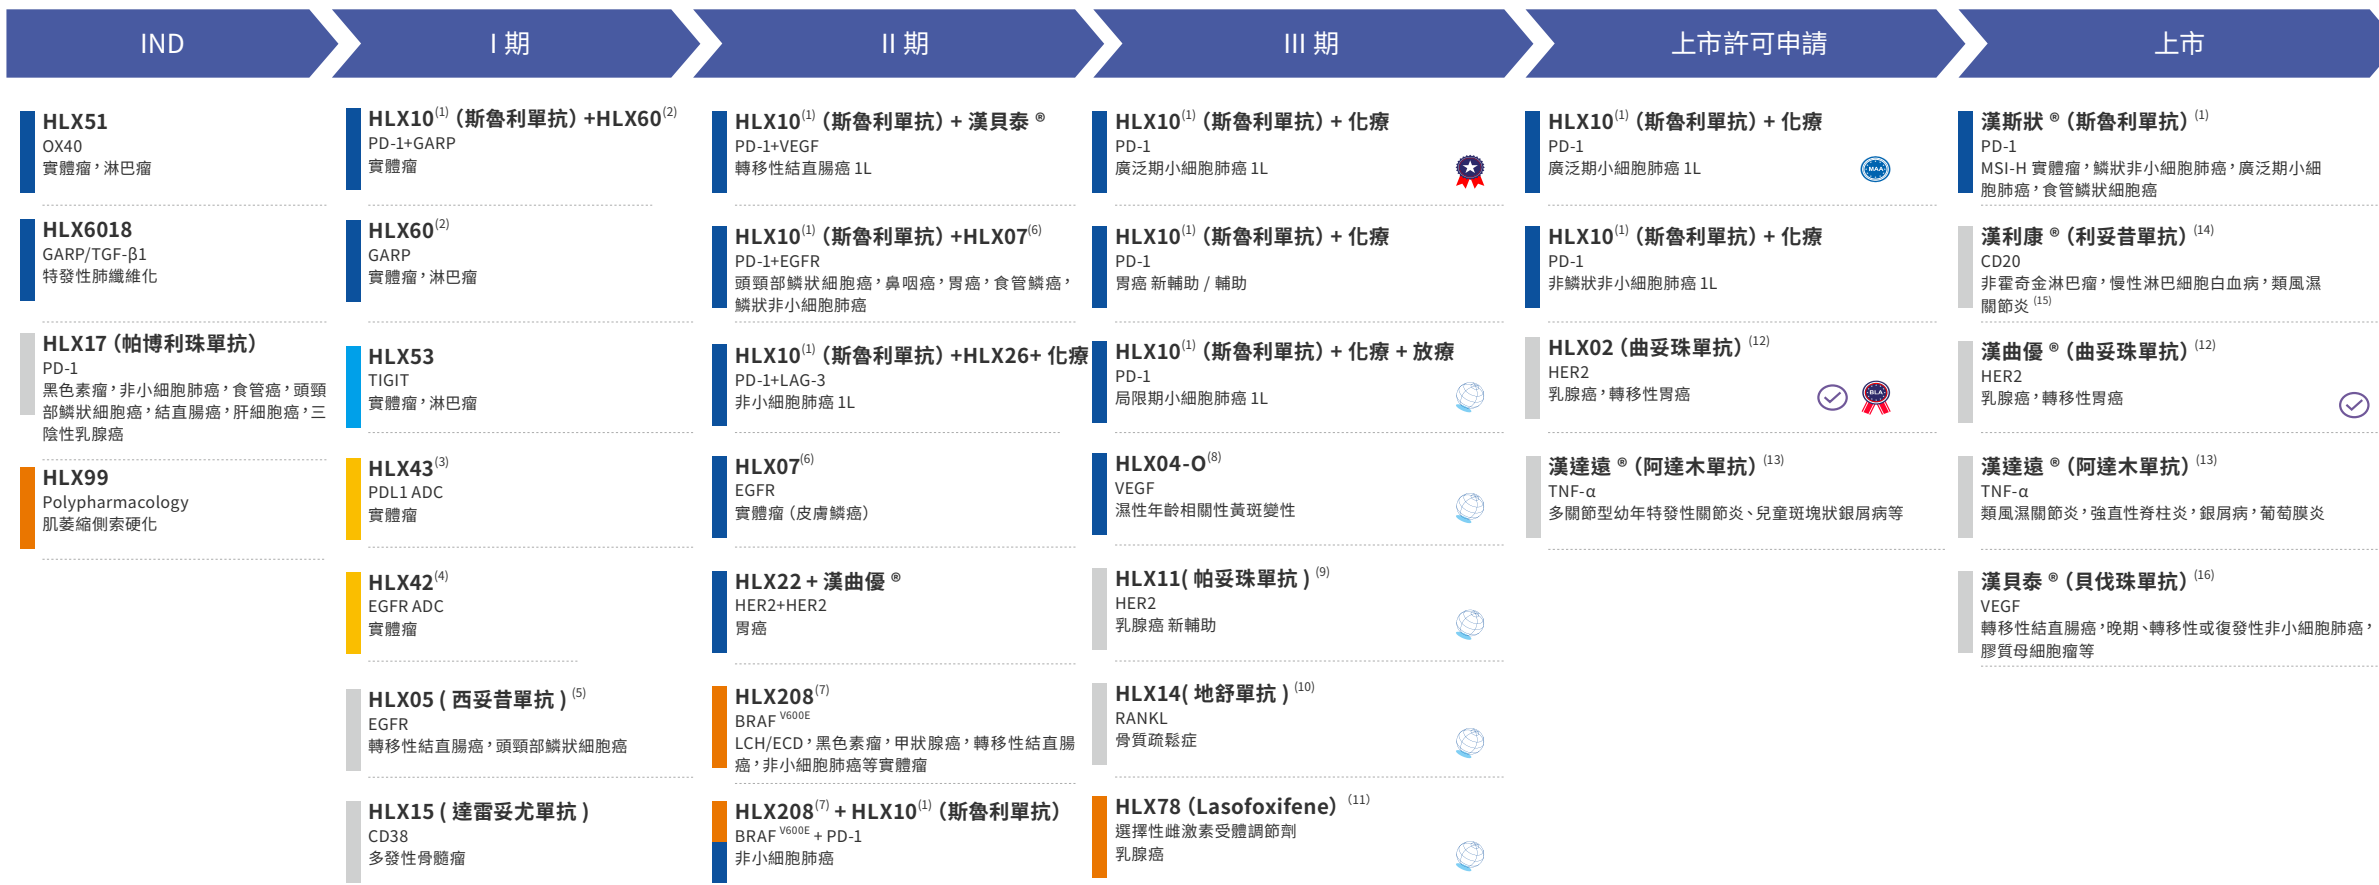 IND
I 期
II 期
III 期
上市許可申請
上市
HLX51
OX40
實體瘤，淋巴瘤
HLX6018
GARP/TGF-β1
特發性肺纖維化
HLX17（帕博利珠單抗）
PD-1
黑色素瘤，非小細胞肺癌，食管癌，頭頸
部鱗狀細胞癌，結直腸癌，肝細胞癌，三
陰性乳腺癌
HLX99
Polypharmacology
肌萎縮側索硬化
HLX10(1)（斯魯利單抗）+HLX60(2)
PD-1+GARP
實體瘤
HLX60(2)
GARP
實體瘤，淋巴瘤
HLX53
TIGIT
實體瘤，淋巴瘤
HLX43(3)
PDL1 ADC
實體瘤
HLX42(4)
EGFR ADC
實體瘤
HLX05 ( 西妥昔單抗 ) (5)
EGFR
轉移性結直腸癌，頭頸部鱗狀細胞癌
HLX15 ( 達雷妥尤單抗 )
CD38
多發性骨髓瘤
HLX10(1)（斯魯利單抗）+ 漢貝泰 ®
PD-1+VEGF
轉移性結直腸癌 1L
HLX10(1)（斯魯利單抗）+HLX07(6)
PD-1+EGFR
頭頸部鱗狀細胞癌，鼻咽癌，胃癌，食管鱗癌，
鱗狀非小細胞肺癌
HLX10(1)（斯魯利單抗）+HLX26+ 化療
PD-1+LAG-3
非小細胞肺癌 1L
HLX07(6)
EGFR
實體瘤（皮膚鱗癌）
HLX22 + 漢曲優 ®
HER2+HER2
胃癌
HLX208(7)
BRAF V600E
LCH/ECD，黑色素瘤，甲狀腺癌，轉移性結直腸
癌，非小細胞肺癌等實體瘤
HLX208(7) + HLX10(1)（斯魯利單抗）
BRAF V600E + PD-1
非小細胞肺癌
HLX10(1)（斯魯利單抗）+ 化療
PD-1
廣泛期小細胞肺癌 1L
HLX10(1)（斯魯利單抗）+ 化療
PD-1
胃癌 新輔助 / 輔助
HLX10(1)（斯魯利單抗）+ 化療 + 放療
PD-1
局限期小細胞肺癌 1L
HLX04-O(8)
VEGF
濕性年齡相關性黃斑變性
HLX11( 帕妥珠單抗 ) (9)
HER2
乳腺癌 新輔助
HLX14( 地舒單抗 ) (10)
RANKL
骨質疏鬆症
HLX78（Lasofoxifene）(11)
選擇性雌激素受體調節劑
乳腺癌
HLX10(1)（斯魯利單抗）+ 化療
PD-1
廣泛期小細胞肺癌 1L
MAA
HLX10(1)（斯魯利單抗）+ 化療
PD-1
非鱗狀非小細胞肺癌 1L
HLX02（曲妥珠單抗）(12)
HER2
乳腺癌，轉移性胃癌
BLA
漢達遠 ®（阿達木單抗）(13)
TNF-α
多關節型幼年特發性關節炎、兒童斑塊狀銀屑病等
漢斯狀 ®（斯魯利單抗）(1)
PD-1
MSI-H 實體瘤，鱗狀非小細胞肺癌，廣泛期小細
胞肺癌，食管鱗狀細胞癌
漢利康 ®（利妥昔單抗）(14)
CD20
非霍奇金淋巴瘤，慢性淋巴細胞白血病，類風濕
關節炎 (15)
漢曲優 ®（曲妥珠單抗）(12)
HER2
乳腺癌，轉移性胃癌
漢達遠 ®（阿達木單抗）(13)
TNF-α
類風濕關節炎，強直性脊柱炎，銀屑病，葡萄膜炎
漢貝泰 ®（貝伐珠單抗）(16)
VEGF
轉移性結直腸癌，晚期、轉移性或復發性非小細胞肺癌，
膠質母細胞瘤等